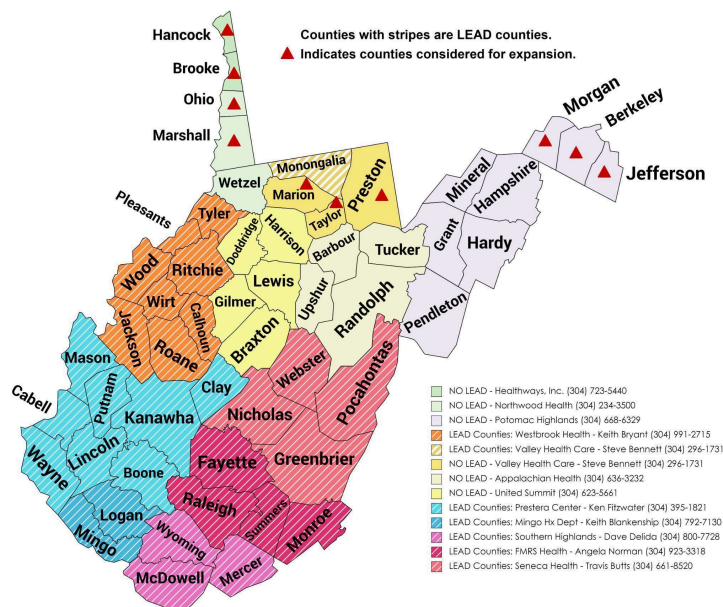 Counties with stripes are LEAD counties.
Indicates counties considered for expansion.
Hancock
Brooke
Ohio
Marshall
Wetzel
Monongalia
Marion
Preston
Taylor
Morgan
Berkeley
Jefferson
Mineral
Hampshire
Grant
Hardy
Pendleton
Pleasants
Tyler
Doddridge
Harrison
Barbour
Tucker
Wood
Ritchie
Wirt
Calhoun
Jackson
Roane
Gilmer
Lewis
Upshur
Randolph
Braxton
Webster
Pocahontas
Mason
Cabell
Putnam
Clay
Kanawha
Nicholas
Greenbrier
Wayne
Lincoln
Boone
Fayette
Logan
Mingo
Raleigh
Summers
Monroe
Wyoming
McDowell
Mercer
NO LEAD - Healthways, Inc. (304) 723-5440
NO LEAD - Northwood Health (304) 234-3500
NO LEAD - Potomac Highlands (304) 668-6329
LEAD Counties: Westbrook Health - Keith Bryant (304) 991-2715
LEAD Counties: Valley Health Care - Steve Bennett (304) 296-1731
NO LEAD - Valley Health Care - Steve Bennett (304) 296-1731
NO LEAD - Appalachian Health (304) 636-3232
NO LEAD - United Summit (304) 623-5661
LEAD Counties: Prestera Center - Ken Fitzwater (304) 395-1821
LEAD Counties: Mingo Hx Dept - Keith Blankenship (304) 792-7130
LEAD Counties: Southern Highlands - Dave Delida (304) 800-7728
LEAD Counties: FMRS Health - Angela Norman (304) 923-3318
LEAD Counties: Seneca Health - Travis Butts (304) 661-8520